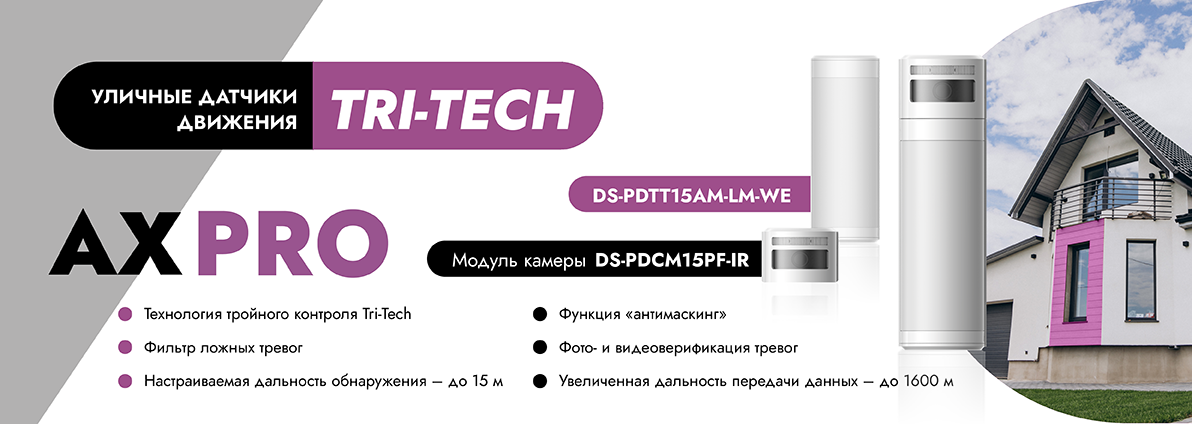 УЛИЧНЫЕ ДАТЧИКИ
ДВИЖЕНИЯ
TRI-TECH
DS-PDTT15AM-LM-WE
AX PRO
Модуль камеры DS-PDCM15PF-IR
Технология тройного контроля Tri-Tech
Фильтр ложных тревог
Настраиваемая дальность обнаружения – до 15 м
Функция «антимаскинг»
Фото- и видеоверификация тревог
Увеличенная дальность передачи данных – до 1600 м